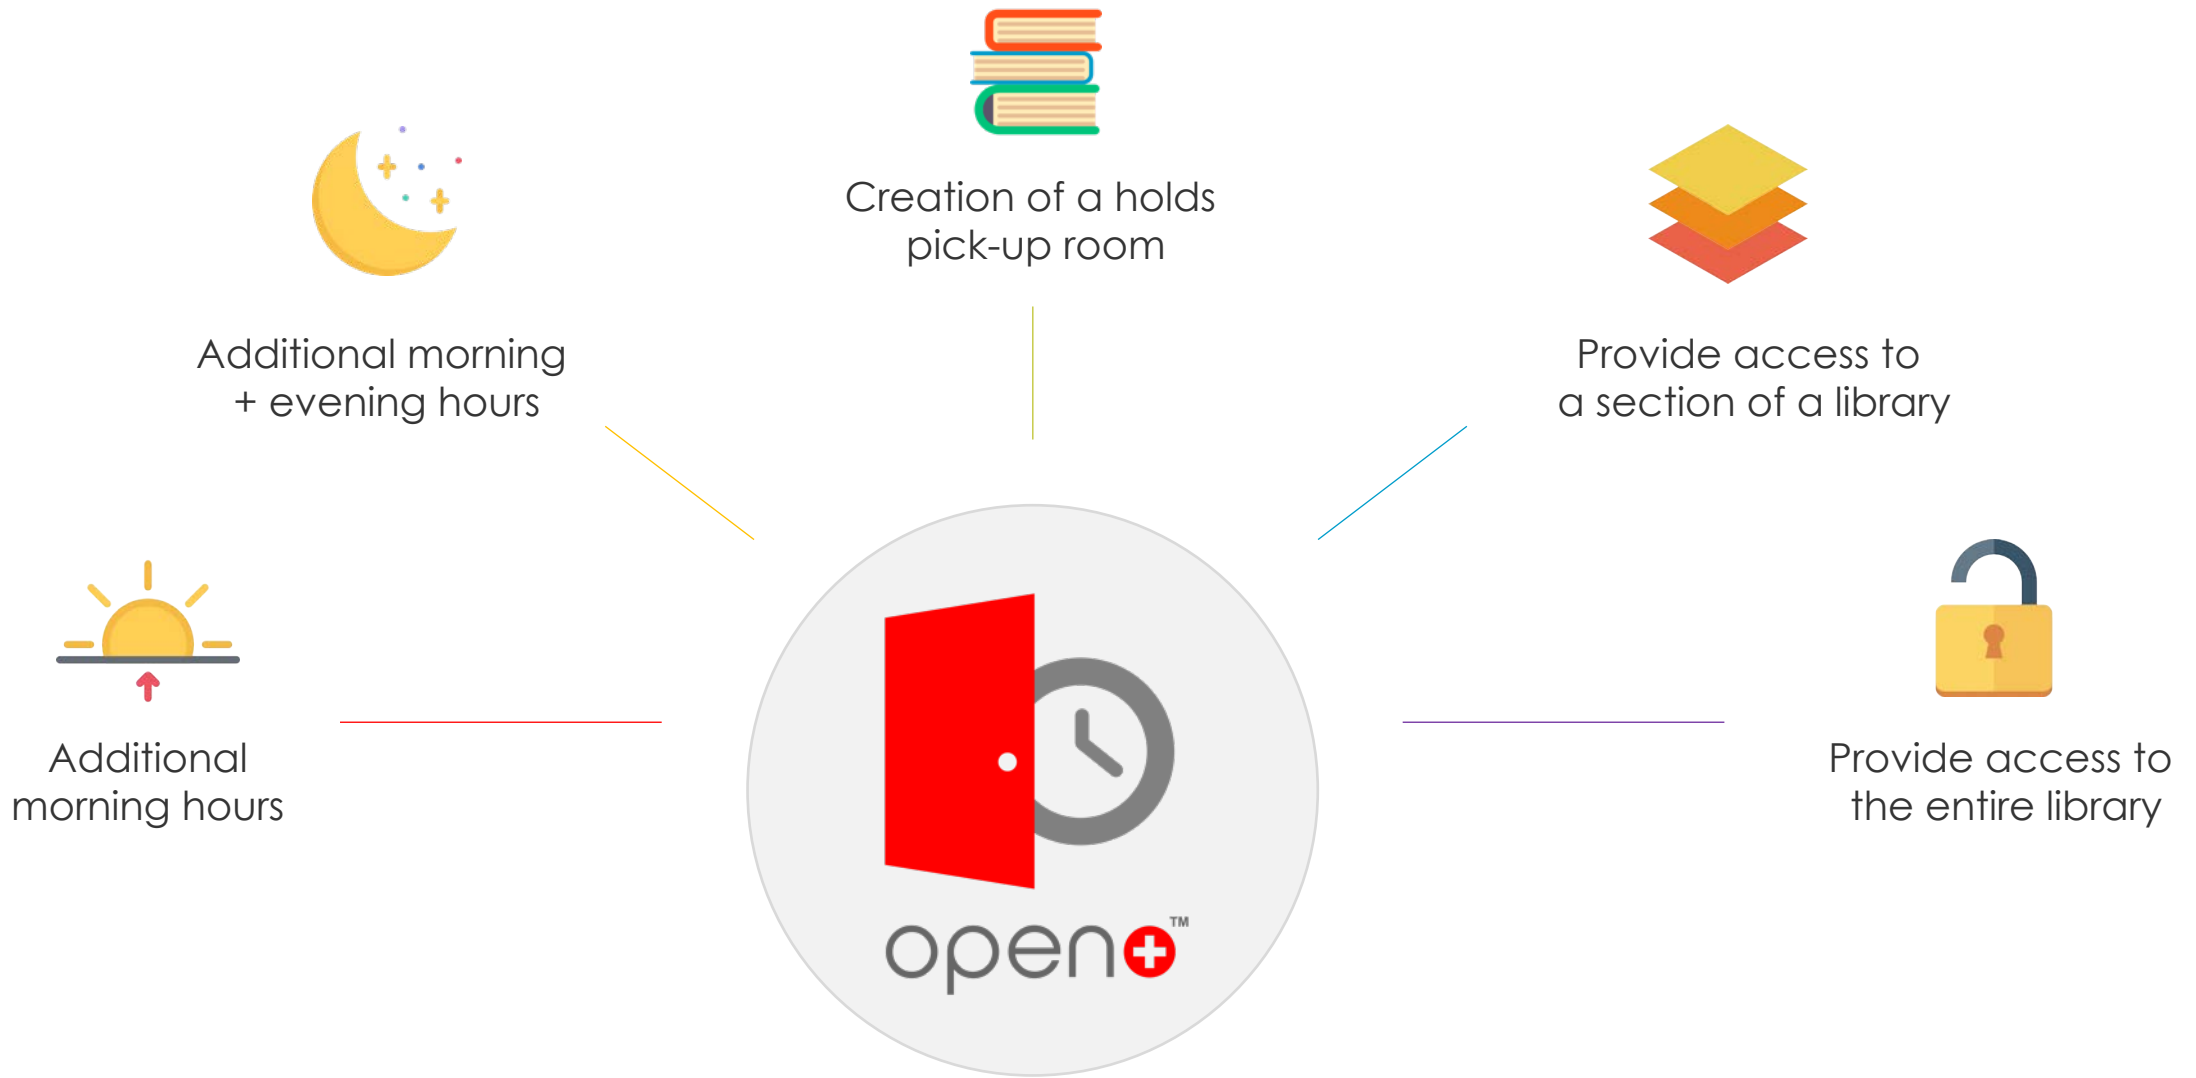 Creation of a holds
pick-up room
Additional morning
+ evening hours
Provide access to
a section of a library
Additional
morning hours
Provide access to
the entire library
open+™